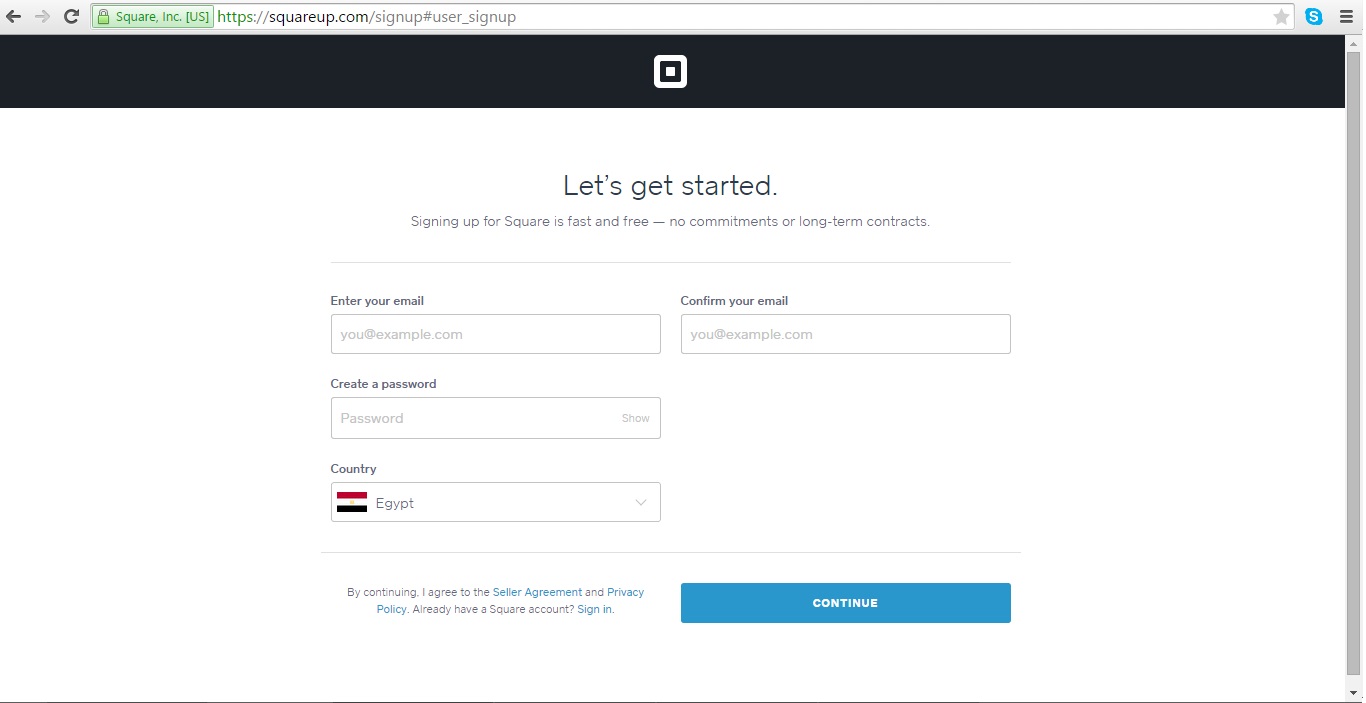 Square, Inc. [US] https://squareup.com/signup#user_signup
Let's get started.
Signing up for Square is fast and free — no commitments or long-term contracts.
Enter your email Confirm your email
you@example.com you@example.com
Create a password
Password Show
Country
Egypt
By continuing, I agree to the Seller Agreement and Privacy
Policy. Already have a Square account? Sign in.
CONTINUE